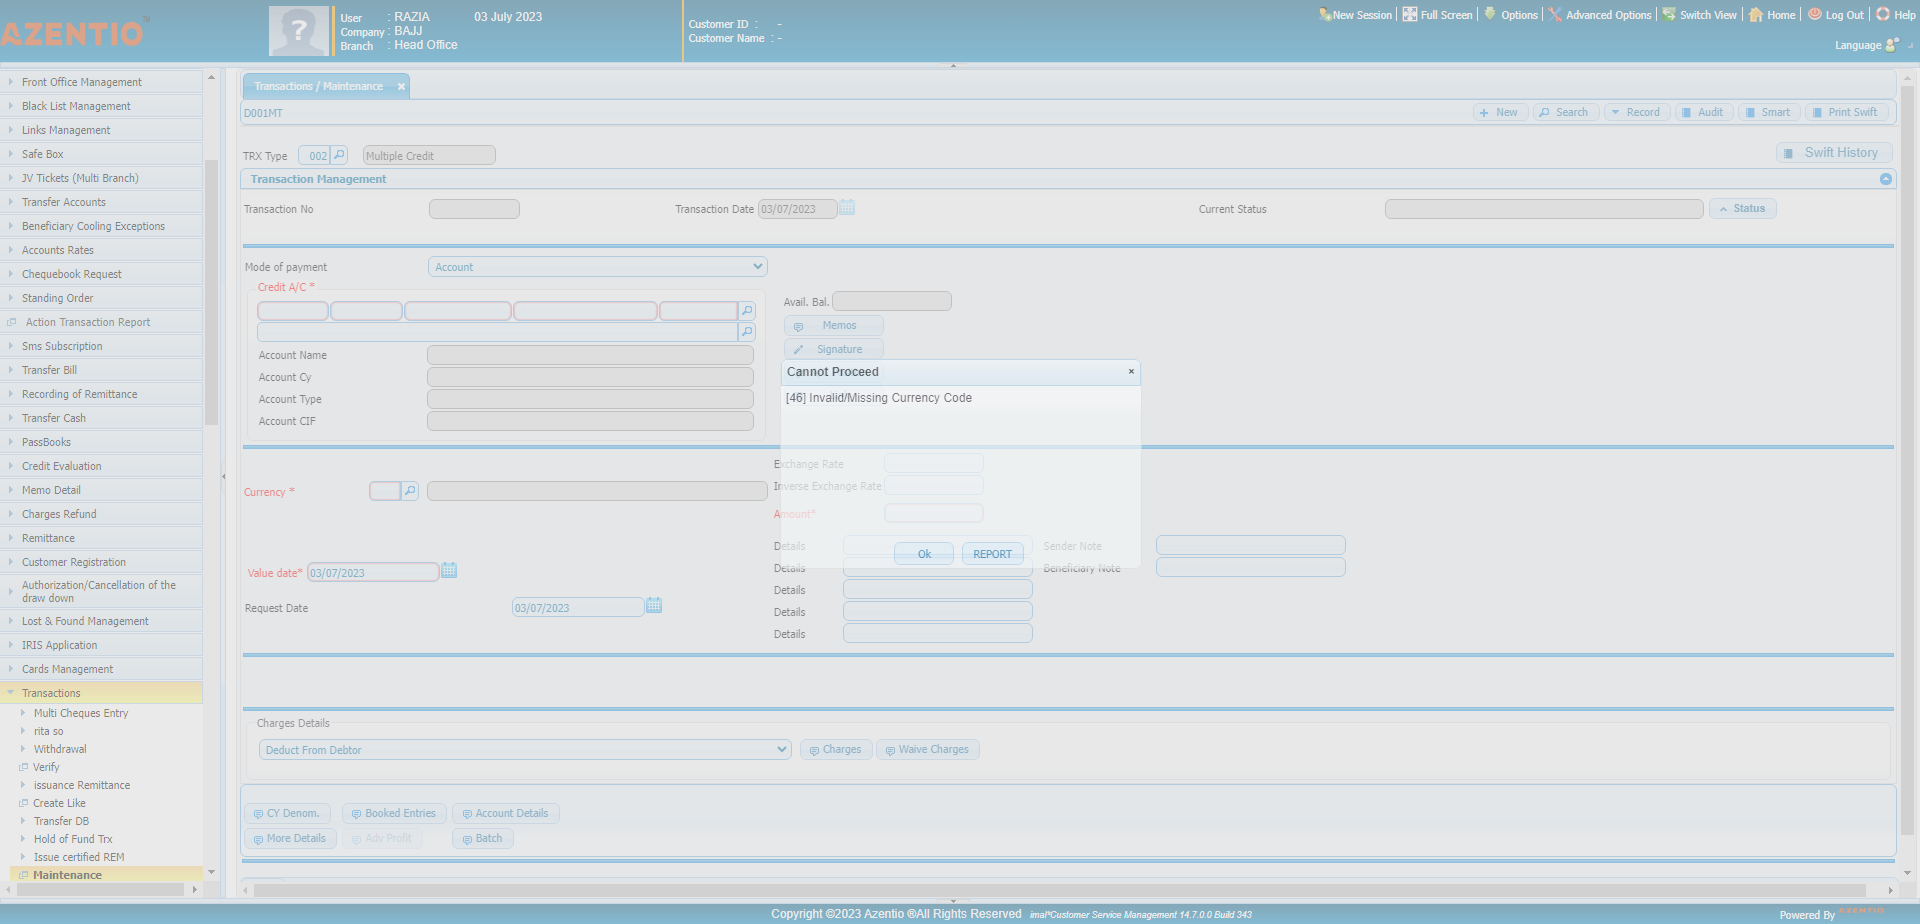 AZENTIO
User : RAZIA 03 July 2023
Company : BAJJ
Branch : Head Office
Customer ID : -
Customer Name : -
New Session Full Screen Options Advanced Options Switch View Home Log Out Help
Language
Front Office Management
Black List Management
Links Management
Safe Box
JV Tickets (Multi Branch)
Transfer Accounts
Beneficiary Cooling Exceptions
Accounts Rates
Chequebook Request
Standing Order
Action Transaction Report
Sms Subscription
Transfer Bill
Recording of Remittance
Transfer Cash
PassBooks
Credit Evaluation
Memo Detail
Charges Refund
Remittance
Customer Registration
Authorization/Cancellation of the
draw down
Lost & Found Management
IRIS Application
Cards Management
Transactions
Multi Cheques Entry
rita so
Withdrawal
Verify
issuance Remittance
Create Like
Transfer DB
Hold of Fund Trx
Issue certified REM
Maintenance
Transactions / Maintenance
D001MT
New Search Record Audit Smart Print Swift
TRX Type 002 Multiple Credit
Swift History
Transaction Management
Transaction No
Transaction Date 03/07/2023
Current Status
Status
Mode of payment Account
Credit A/C *
Avail. Bal.
Memos
Signature
Account Name
Account Cy
Account Type
Account CIF
Cannot Proceed
[46] Invalid/Missing Currency Code
Ok REPORT
Exchange Rate
Currency *
Inverse Exchange Rate
Amount*
Details
Sender Note
Value date* 03/07/2023
Details
Beneficiary Note
Details
Request Date 03/07/2023
Details
Details
Charges Details
Deduct From Debtor
Charges Waive Charges
CY Denom. Booked Entries Account Details
More Details Adv Profit Batch
Copyright ©2023 Azentio ®All Rights Reserved imal*Customer Service Management 14.7.0.0 Build 343
Powered By AZENTIO